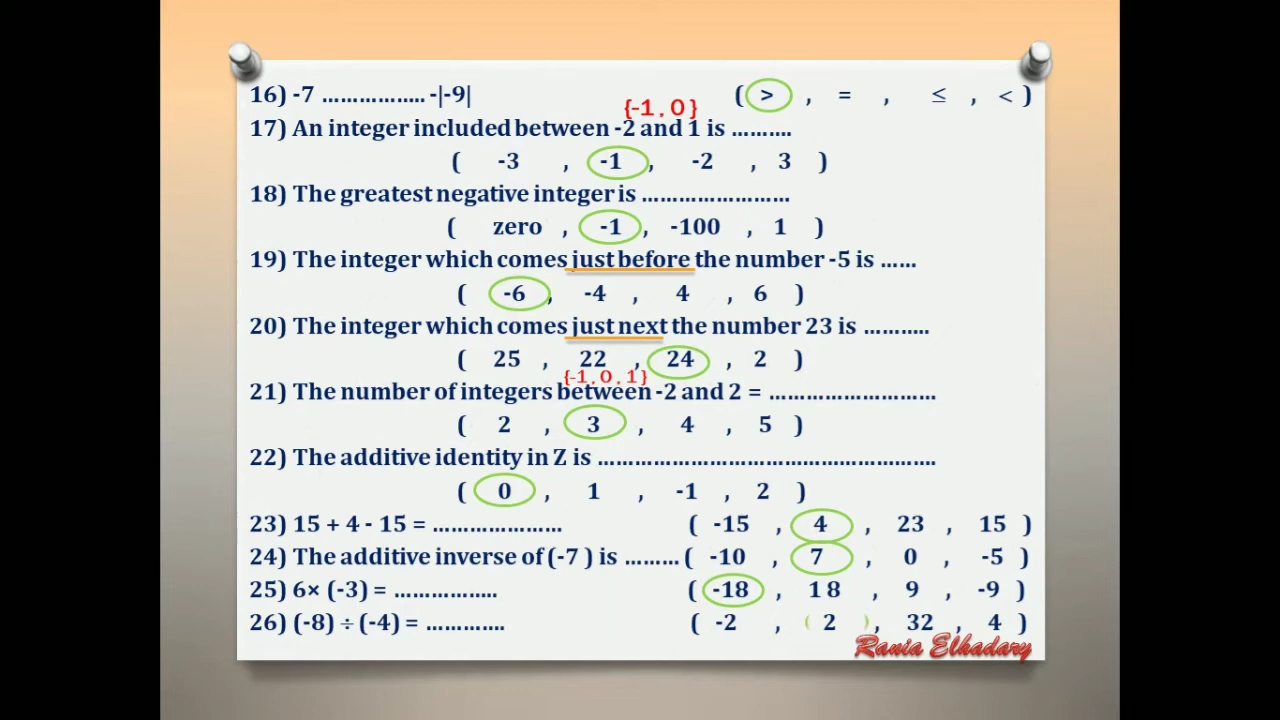 16) -7 …………….. -|-9| ( > , = , ≤ , < )
{-1 , 0 }
17) An integer included between -2 and 1 is ……….
( -3 , -1 , -2 , 3 )
18) The greatest negative integer is ……………………
( zero , -1 , -100 , 1 )
19) The integer which comes just before the number -5 is ……
( -6 , -4 , 4 , 6 )
20) The integer which comes just next the number 23 is ………..
( 25 , 22 , 24 , 2 )
{-1 , 0 , 1 }
21) The number of integers between -2 and 2 = ………………………
( 2 , 3 , 4 , 5 )
22) The additive identity in Z is ……………………………………………….
( 0 , 1 , -1 , 2 )
23) 15 + 4 - 15 = ………………… ( -15 , 4 , 23 , 15 )
24) The additive inverse of (-7 ) is ……… ( -10 , 7 , 0 , -5 )
25) 6× (-3) = …………….. ( -18 , 18 , 9 , -9 )
26) (-8) ÷ (-4) = …………. ( -2 , 2 , 32 , 4 )
Rania Elhadary